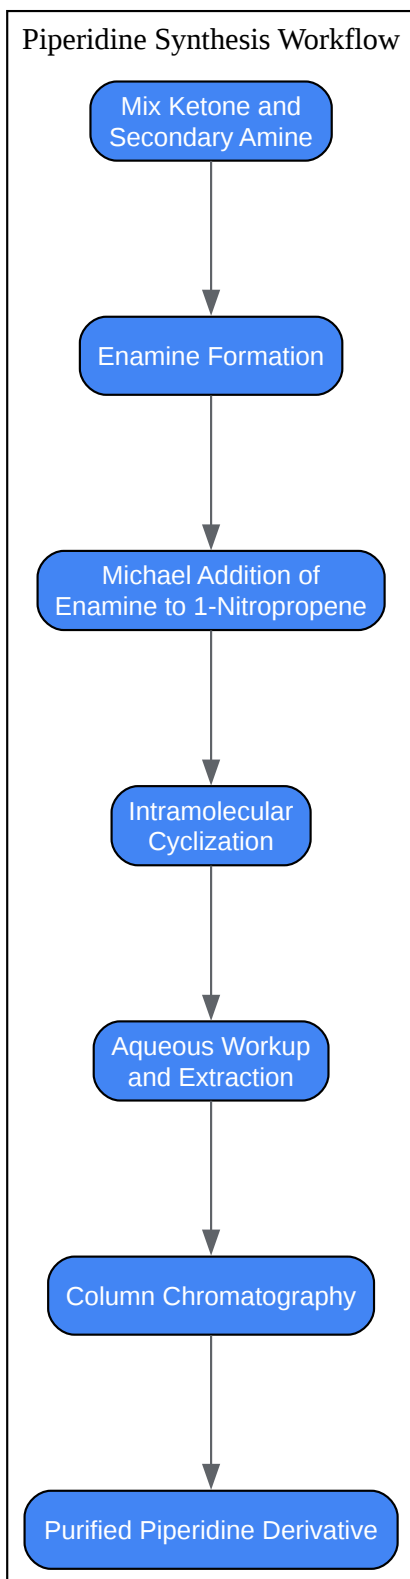 Piperidine Synthesis Workflow
Mix Ketone and
Secondary Amine
Enamine Formation
Michael Addition of
Enamine to 1-Nitropropene
Intramolecular
Cyclization
Aqueous Workup
and Extraction
Column Chromatography
Purified Piperidine Derivative